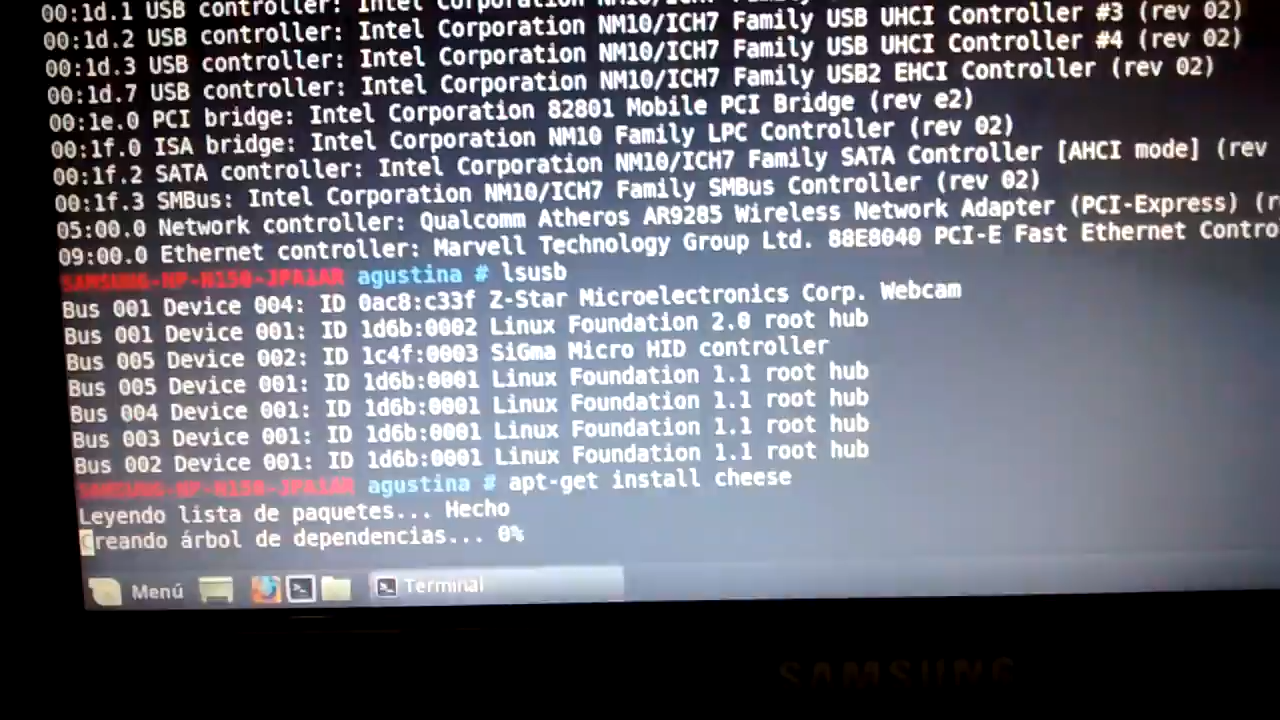 00:1d.1 USB controller: Intel Corporation NM10/ICH7 Family USB UHCI Controller
00:1d.2 USB controller: Intel Corporation NM10/ICH7 Family USB UHCI Controller #3 (rev 02)
00:1d.3 USB controller: Intel Corporation NM10/ICH7 Family USB UHCI Controller #4 (rev 02)
00:1d.7 USB controller: Intel Corporation NM10/ICH7 Family USB2 EHCI Controller (rev 02)
00:1e.0 PCI bridge: Intel Corporation 82801 Mobile PCI Bridge (rev e2)
00:1f.0 ISA bridge: Intel Corporation NM10 Family LPC Controller (rev 02)
00:1f.2 SATA controller: Intel Corporation NM10/ICH7 Family SATA Controller [AHCI mode] (rev
00:1f.3 SMBus: Intel Corporation NM10/ICH7 Family SMBus Controller (rev 02)
05:00.0 Network controller: Qualcomm Atheros AR9285 Wireless Network Adapter (PCI-Express) (r
09:00.0 Ethernet controller: Marvell Technology Group Ltd. 88E8040 PCI-E Fast Ethernet Contro
SAMSUNG-NP-N150-JPA1AR agustina # lsusb
Bus 001 Device 004: ID 0ac8:c33f Z-Star Microelectronics Corp. Webcam
Bus 001 Device 001: ID 1d6b:0002 Linux Foundation 2.0 root hub
Bus 005 Device 002: ID 1c4f:0003 SiGma Micro HID controller
Bus 005 Device 001: ID 1d6b:0001 Linux Foundation 1.1 root hub
Bus 004 Device 001: ID 1d6b:0001 Linux Foundation 1.1 root hub
Bus 003 Device 001: ID 1d6b:0001 Linux Foundation 1.1 root hub
Bus 002 Device 001: ID 1d6b:0001 Linux Foundation 1.1 root hub
SAMSUNG-NP-N150-JPA1AR agustina # apt-get install cheese
Leyendo lista de paquetes... Hecho
Creando árbol de dependencias... 0%
Menú Terminal
SAMSUNG